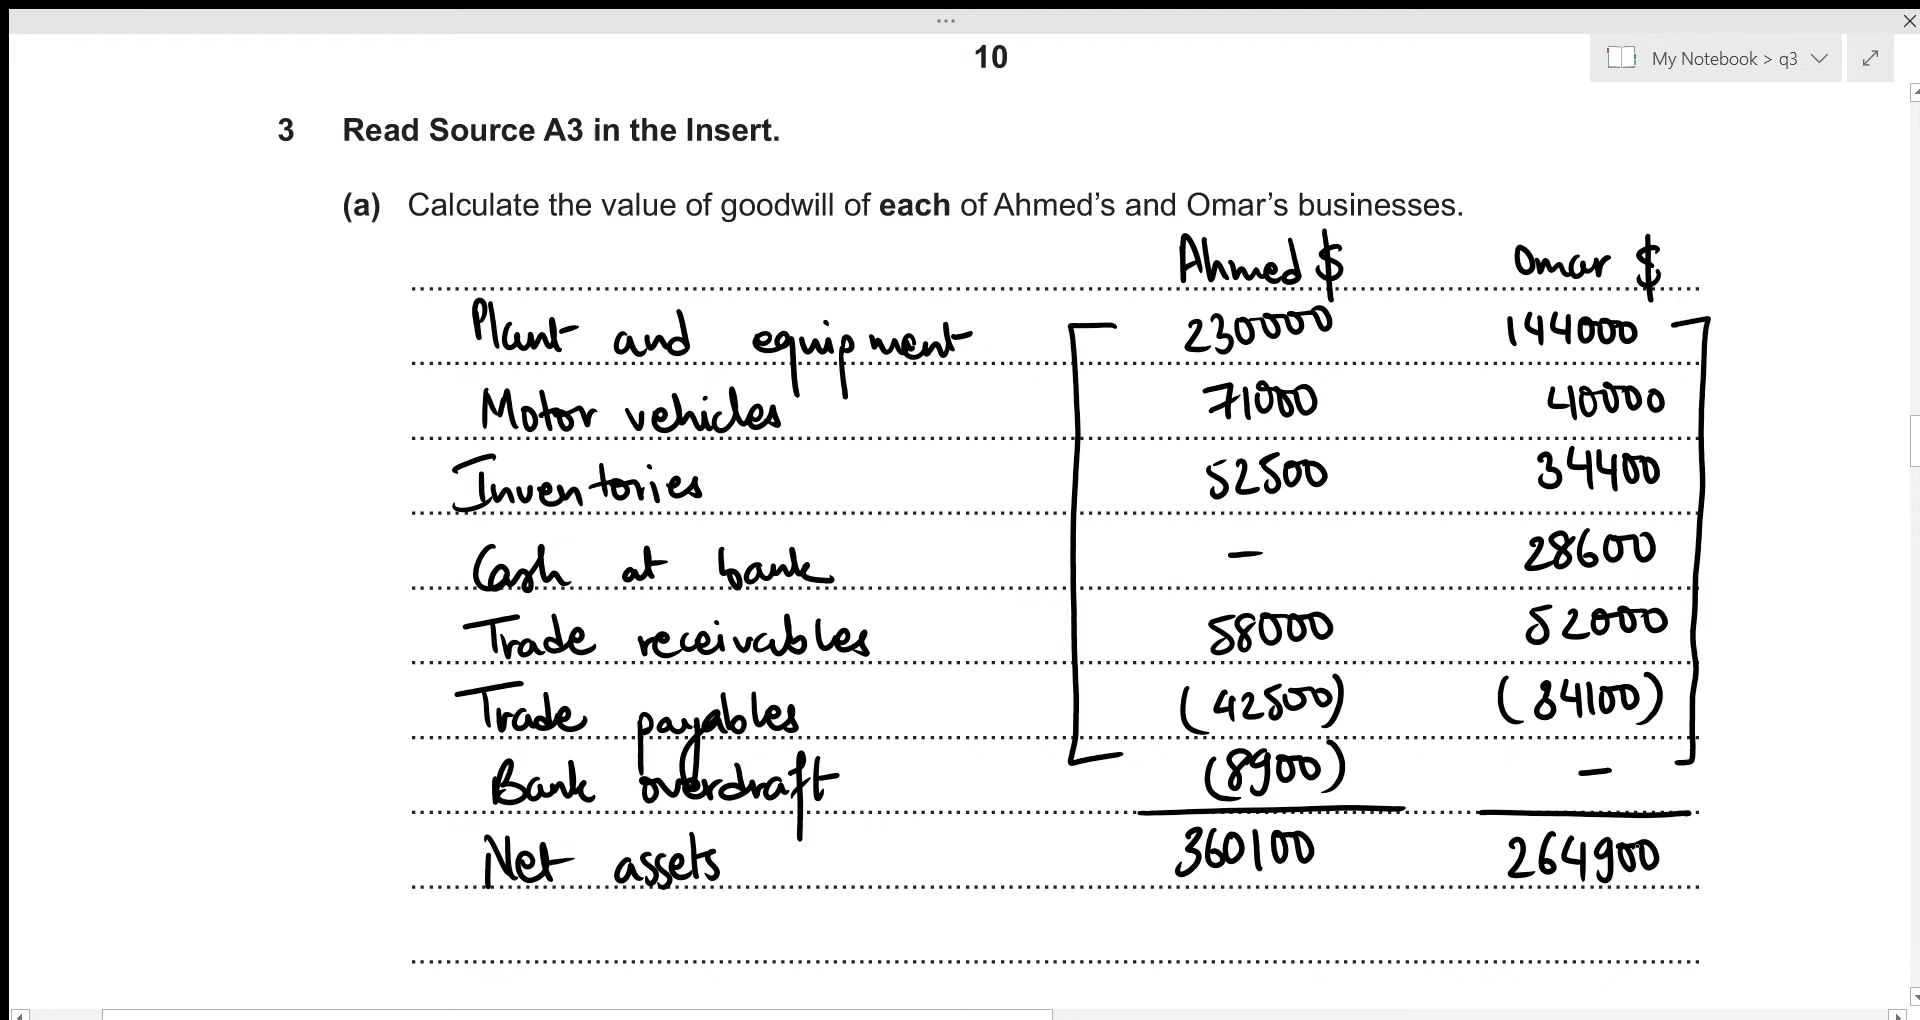 ...
10
My Notebook > q3
3 Read Source A3 in the Insert.
(a) Calculate the value of goodwill of each of Ahmed's and Omar's businesses.
Ahmed $ Omar $
Plant and equipment 230000 144000
Motor vehicles 71000 40000
Inventories 52500 34400
Cash at bank — 28600
Trade receivables 58000 52000
Trade payables (42500) (34100)
Bank overdraft (8900) —
Net assets 360100 264900